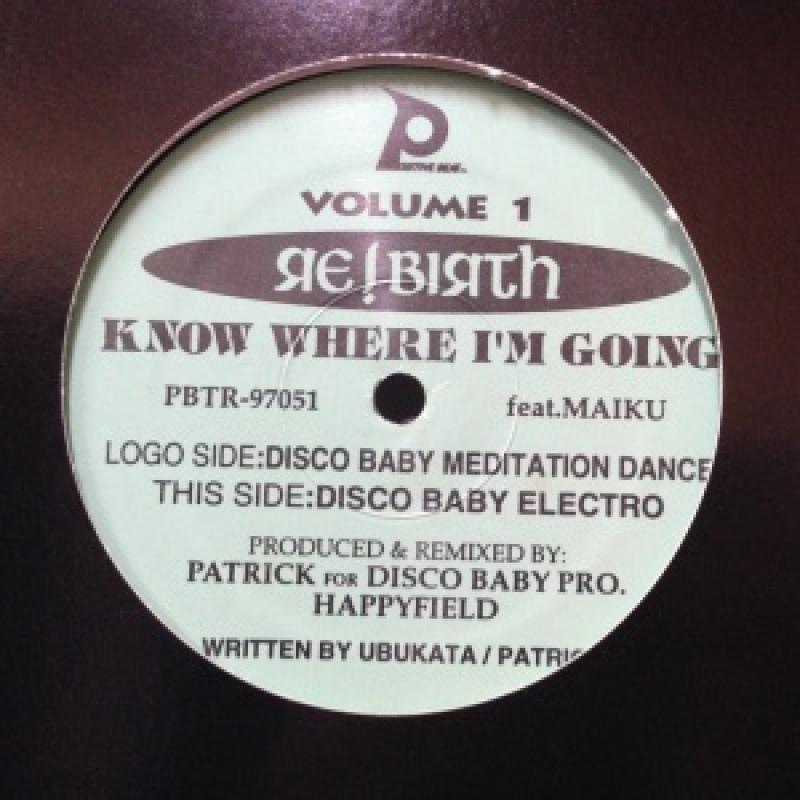 P
VOLUME 1
RE!BIRTH
KNOW WHERE I'M GOING
PBTR-97051 feat.MAIKU
LOGO SIDE:DISCO BABY MEDITATION DANCE
THIS SIDE:DISCO BABY ELECTRO
PRODUCED & REMIXED BY:
PATRICK FOR DISCO BABY PRO.
HAPPYFIELD
WRITTEN BY UBUKATA / PATRIC